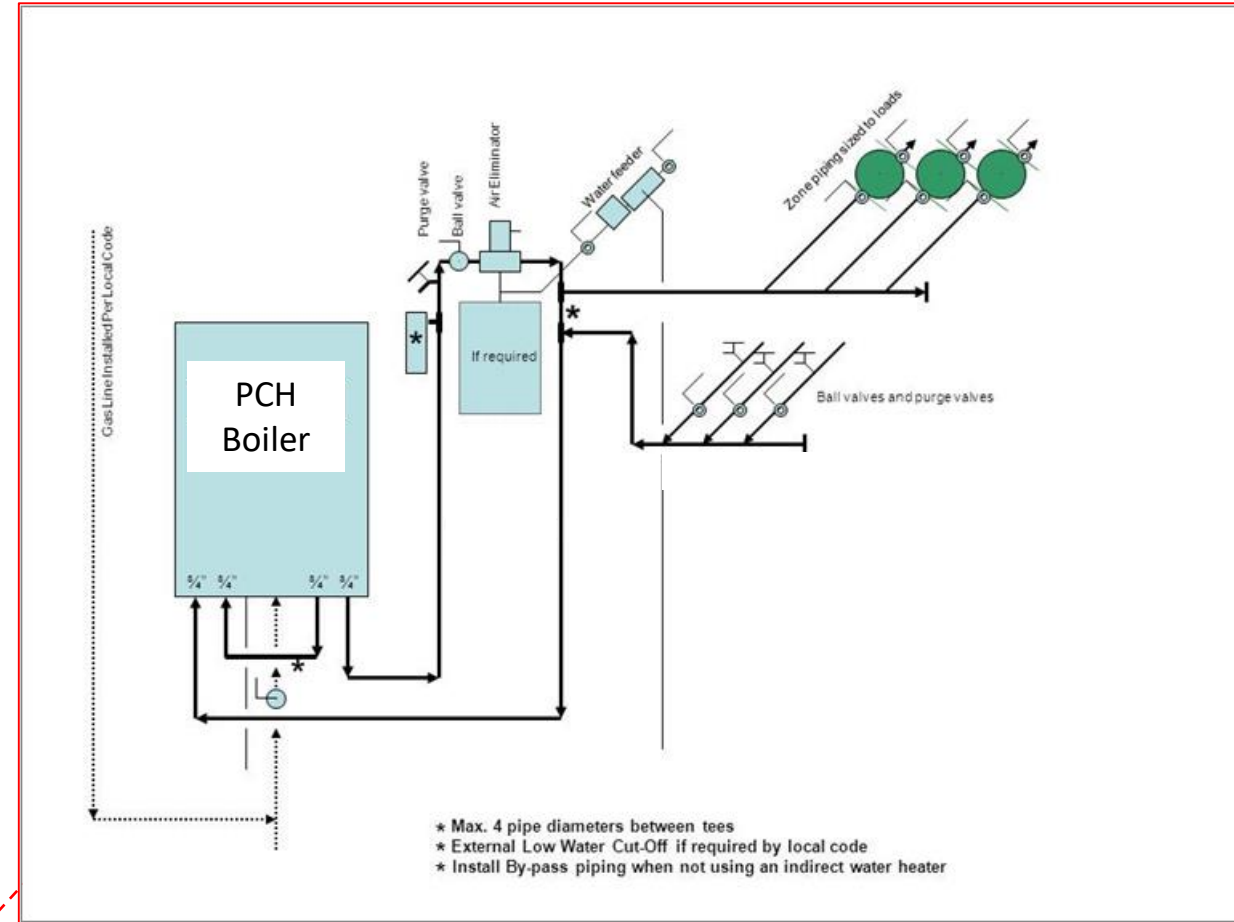 Gas Line Installed Per Local Code
Purge valve
Ball valve
Air Eliminator
Water feeder
Zone piping sized to loads
*
*
If required
PCH
Boiler
Ball valves and purge valves
¾" ¾" ¾" ¾"
*
* Max. 4 pipe diameters between tees
* External Low Water Cut-Off if required by local code
* Install By-pass piping when not using an indirect water heater